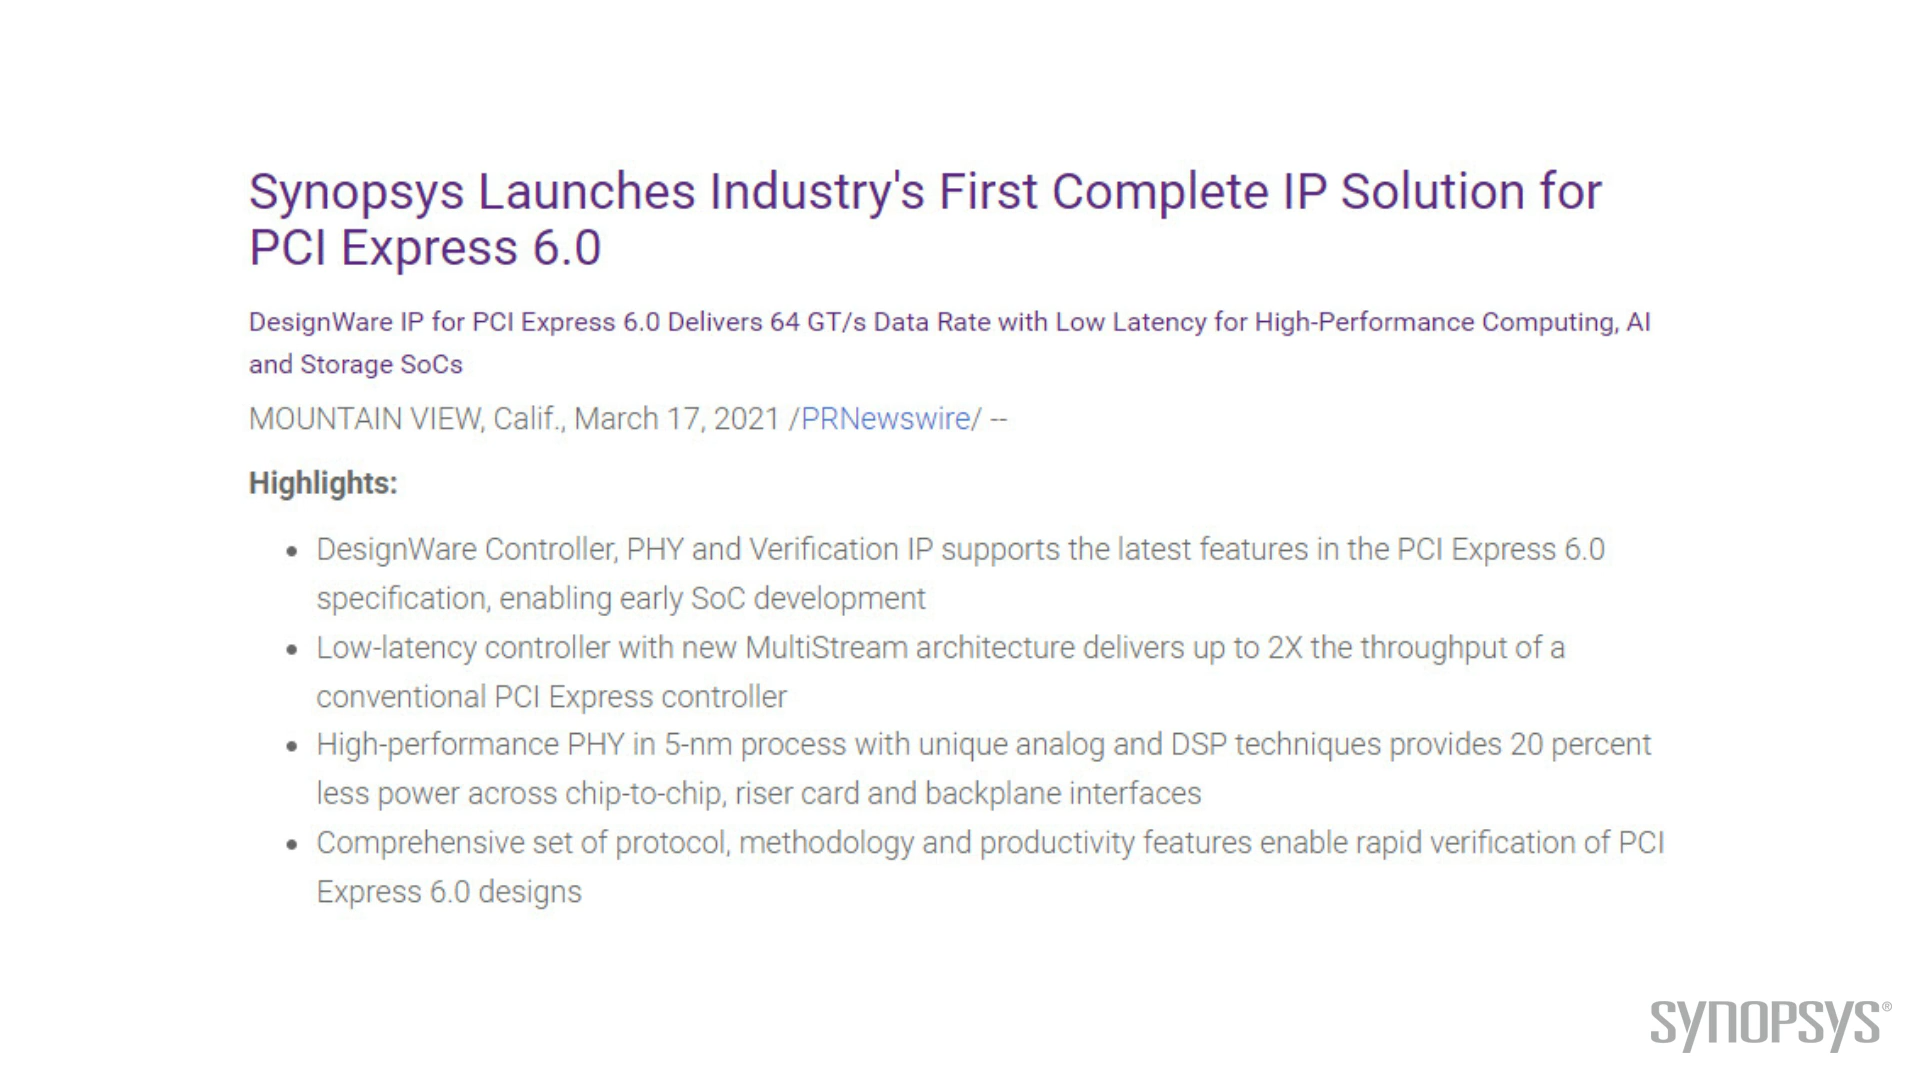 Synopsys Launches Industry's First Complete IP Solution for
PCI Express 6.0
DesignWare IP for PCI Express 6.0 Delivers 64 GT/s Data Rate with Low Latency for High-Performance Computing, AI
and Storage SoCs
MOUNTAIN VIEW, Calif., March 17, 2021 /PRNewswire/ --
Highlights:
• DesignWare Controller, PHY and Verification IP supports the latest features in the PCI Express 6.0
specification, enabling early SoC development
• Low-latency controller with new MultiStream architecture delivers up to 2X the throughput of a
conventional PCI Express controller
• High-performance PHY in 5-nm process with unique analog and DSP techniques provides 20 percent
less power across chip-to-chip, riser card and backplane interfaces
• Comprehensive set of protocol, methodology and productivity features enable rapid verification of PCI
Express 6.0 designs
SYNOPSYS®